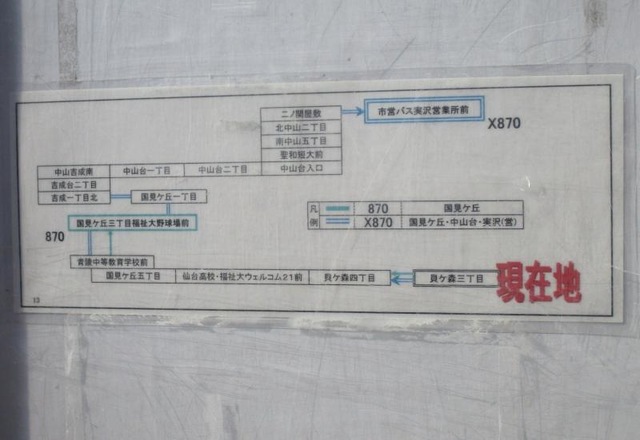 二ノ関屋敷 市営バス実沢営業所前
X870
北中山二丁目
南中山五丁目
聖和短大前
中山吉成南 中山台一丁目 中山台二丁目 中山台入口
吉成台二丁目
吉成一丁目北 国見ケ丘一丁目
凡 870 国見ケ丘
例 X870 国見ケ丘・中山台・実沢(営)
国見ケ丘三丁目福祉大野球場前
870
青陵中等教育学校前
国見ケ丘五丁目 仙台高校・福祉大ウェルコム21前 貝ケ森四丁目 貝ケ森三丁目 現在地
13